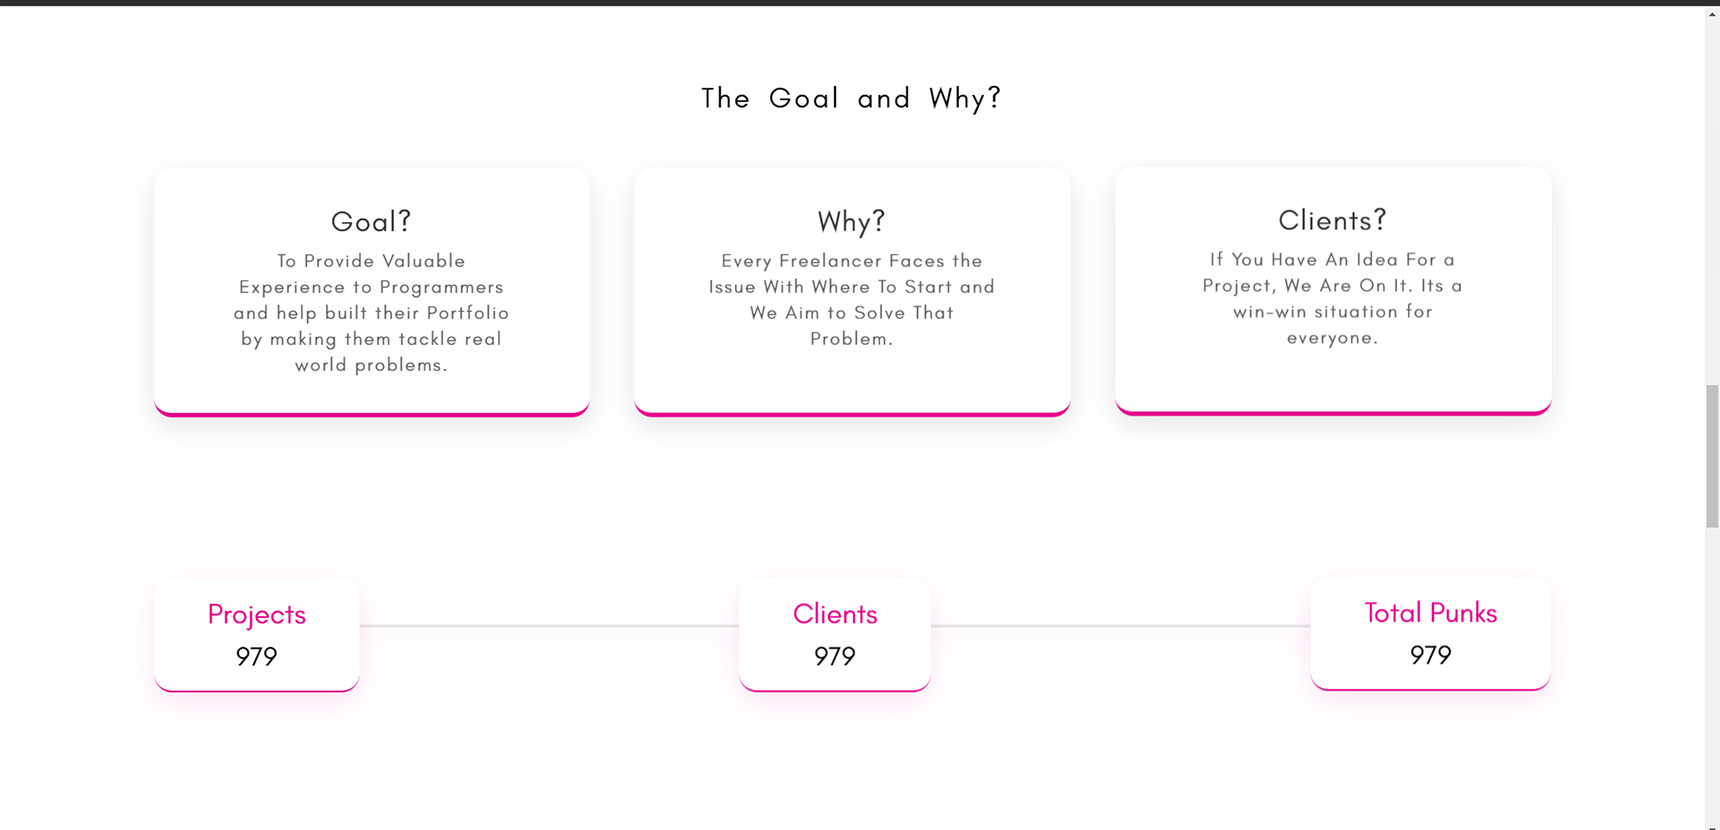 The Goal and Why?
Goal?
To Provide Valuable
Experience to Programmers
and help built their Portfolio
by making them tackle real
world problems.
Why?
Every Freelancer Faces the
Issue With Where To Start and
We Aim to Solve That
Problem.
Clients?
If You Have An Idea For a
Project, We Are On It. Its a
win-win situation for
everyone.
Projects
979
Clients
979
Total Punks
979